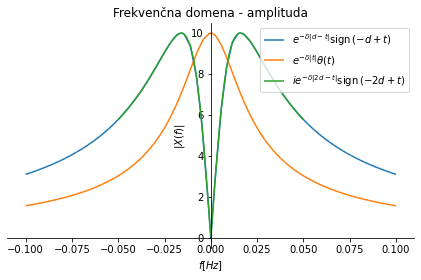 Frekvenčna domena - amplituda
10
8
6
4
2
0
|X(f)|
e^{-δ|d-t|} sign (-d + t)
e^{-δ|t|}θ(t)
ie^{-δ|2d-t|} sign (-2d + t)
-0.100 -0.075 -0.050 -0.025 0.000 0.025 0.050 0.075 0.100
f[Hz]